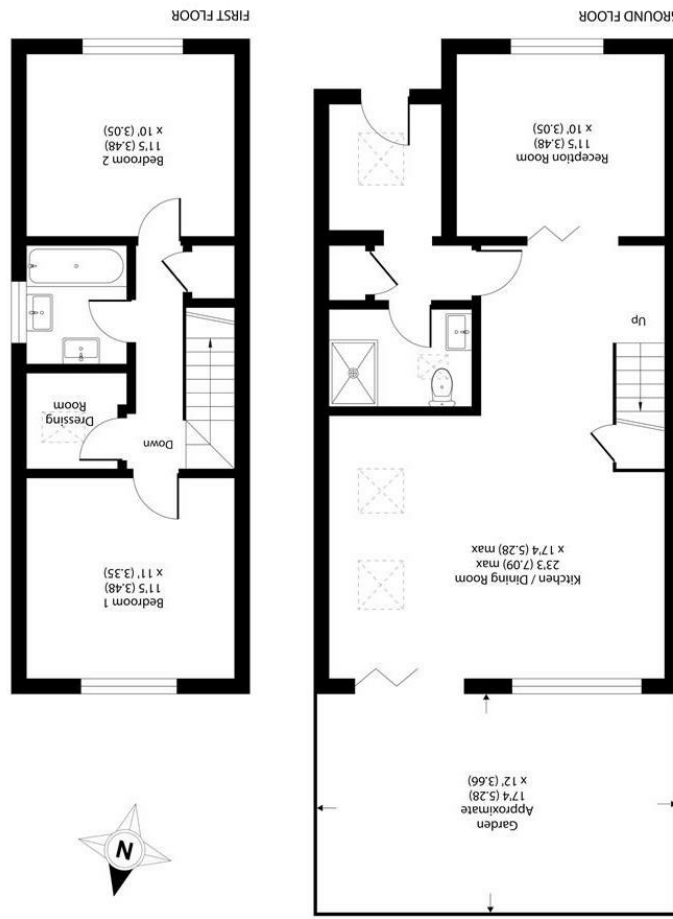 GROUND FLOOR
Reception Room
11'5 (3.48)
x 10' (3.05)
Up
Kitchen / Dining Room
23'3 (7.09) max
x 17'4 (5.28) max
Garden
Approximate
17'4 (5.28)
x 12' (3.66)
FIRST FLOOR
Bedroom 2
11'5 (3.48)
x 10' (3.05)
Dressing
Room
Down
Bedroom 1
11'5 (3.48)
x 11' (3.35)
N